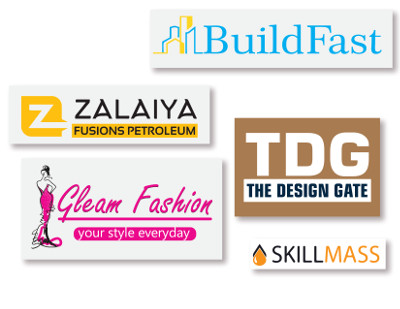 BuildFast
ZALAIYA
FUSIONS PETROLEUM
TDG
THE DESIGN GATE
Gleam Fashion
your style everyday
SKILLMASS